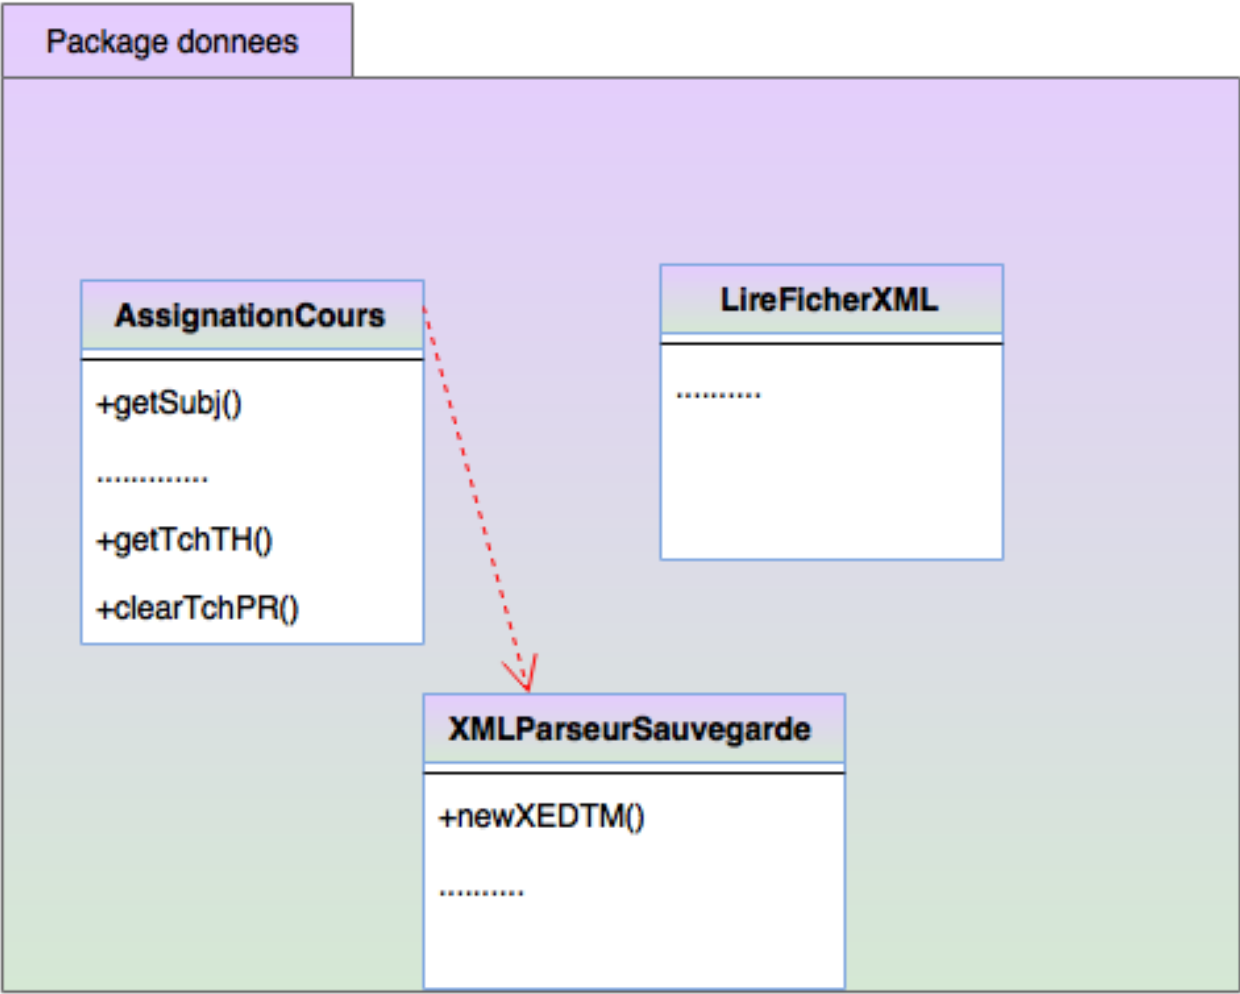 Package donnees
AssignationCours
+getSubj()
.............
+getTchTH()
+clearTchPR()
LireFicherXML
..........
XMLParseurSauvegarde
+newXEDTM()
..........